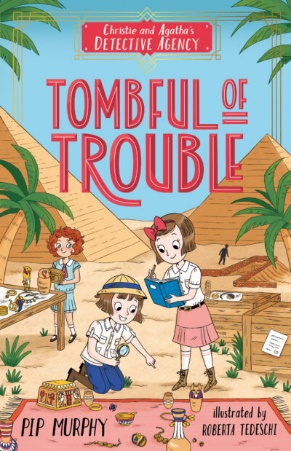 Christie and Agatha's
DETECTIVE AGENCY
TOMBFUL OF
TROUBLE
PIP MURPHY
illustrated by
ROBERTA TEDESCHI